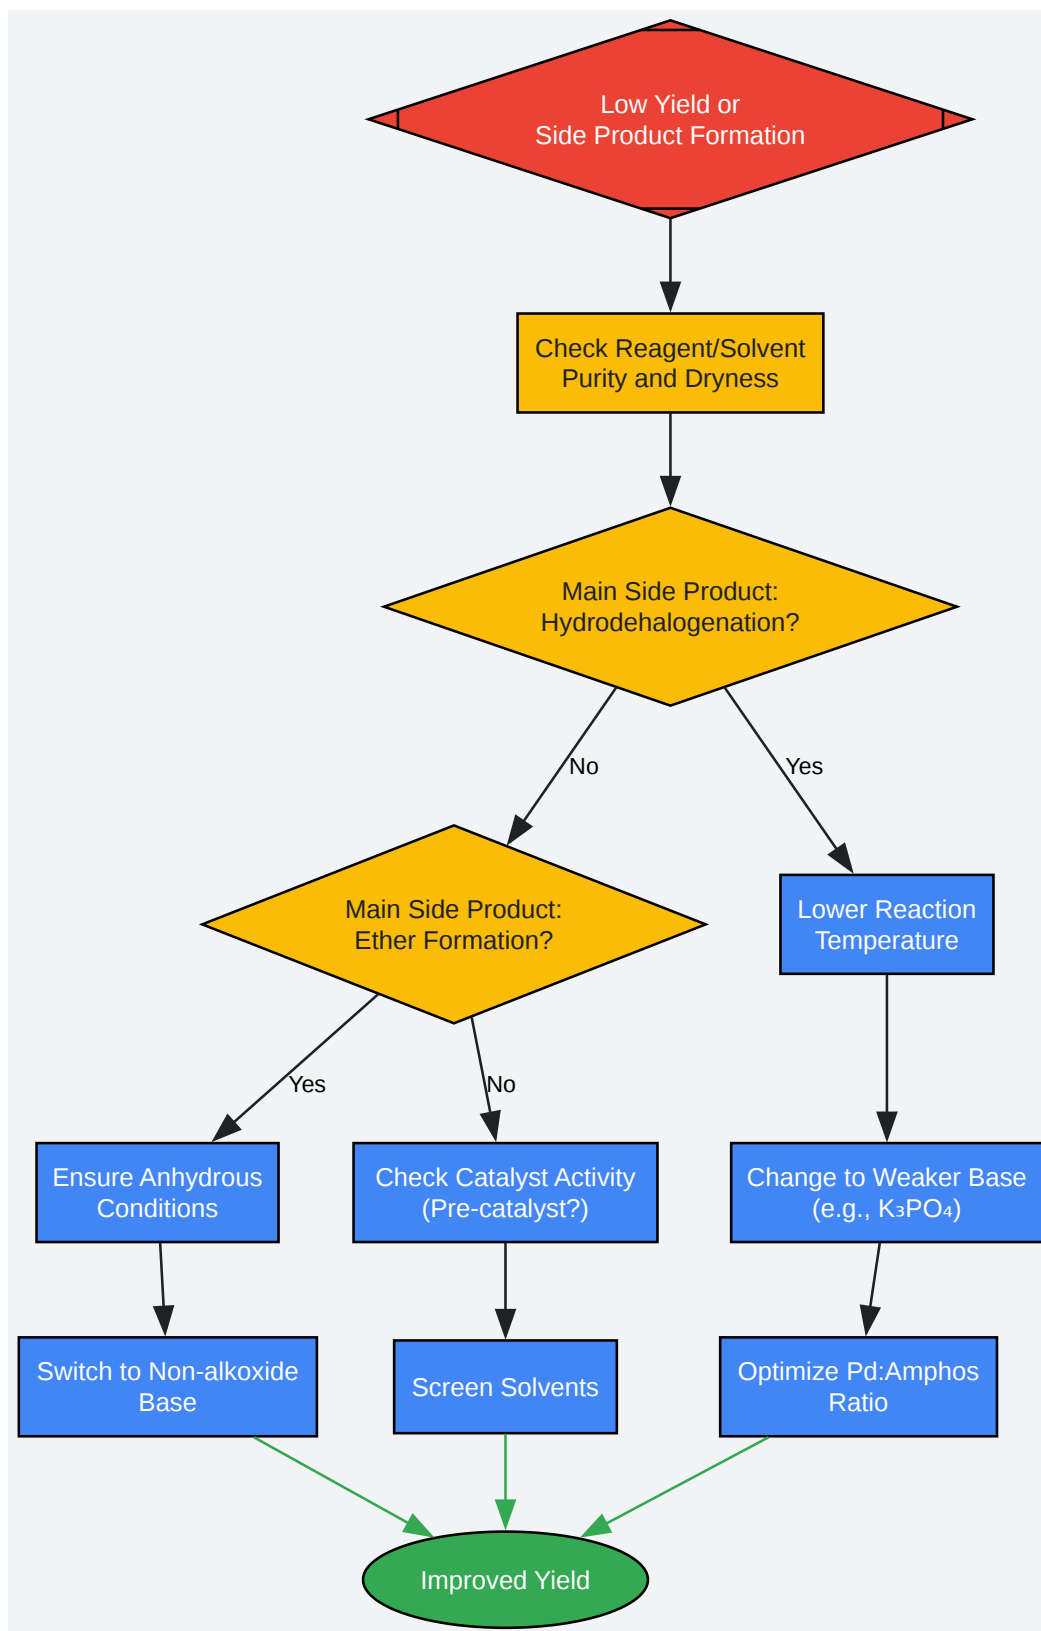 Low Yield or
Side Product Formation
Check Reagent/Solvent
Purity and Dryness
Main Side Product:
Hydrodehalogenation?
No
Yes
Main Side Product:
Ether Formation?
Lower Reaction
Temperature
Yes
No
Ensure Anhydrous
Conditions
Check Catalyst Activity
(Pre-catalyst?)
Change to Weaker Base
(e.g., K₃PO₄)
Switch to Non-alkoxide
Base
Screen Solvents
Optimize Pd:Amphos
Ratio
Improved Yield